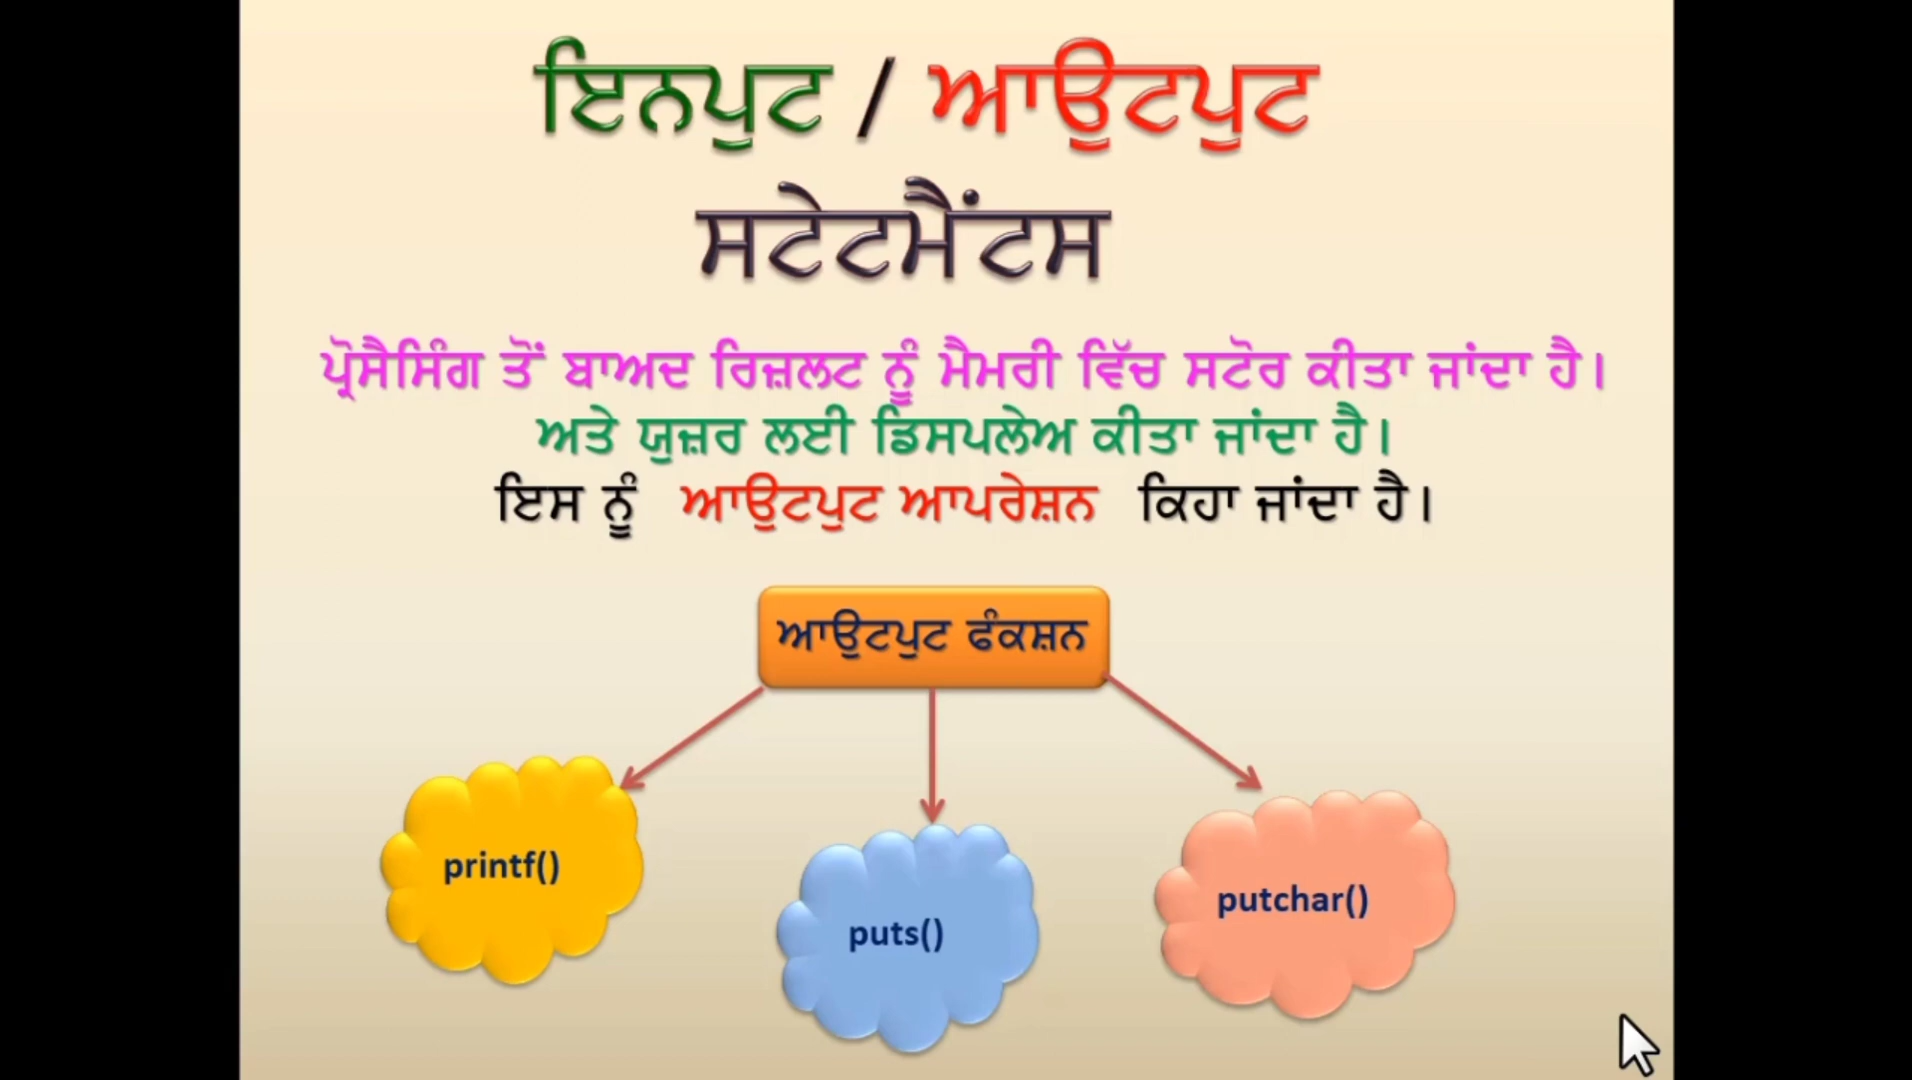 ਇਨਪੁਟ / ਆਉਟਪੁਟ
ਸਟੇਟਮੈਂਟਸ
ਪ੍ਰੋਸੈਸਿੰਗ ਤੋਂ ਬਾਅਦ ਰਿਜ਼ਲਟ ਨੂੰ ਮੈਮਰੀ ਵਿੱਚ ਸਟੋਰ ਕੀਤਾ ਜਾਂਦਾ ਹੈ।
ਅਤੇ ਯੁਜ਼ਰ ਲਈ ਡਿਸਪਲੇਅ ਕੀਤਾ ਜਾਂਦਾ ਹੈ।
ਇਸ ਨੂੰ ਆਉਟਪੁਟ ਆਪਰੇਸ਼ਨ ਕਿਹਾ ਜਾਂਦਾ ਹੈ।
ਆਉਟਪੁਟ ਫੰਕਸ਼ਨ
printf()
puts()
putchar()